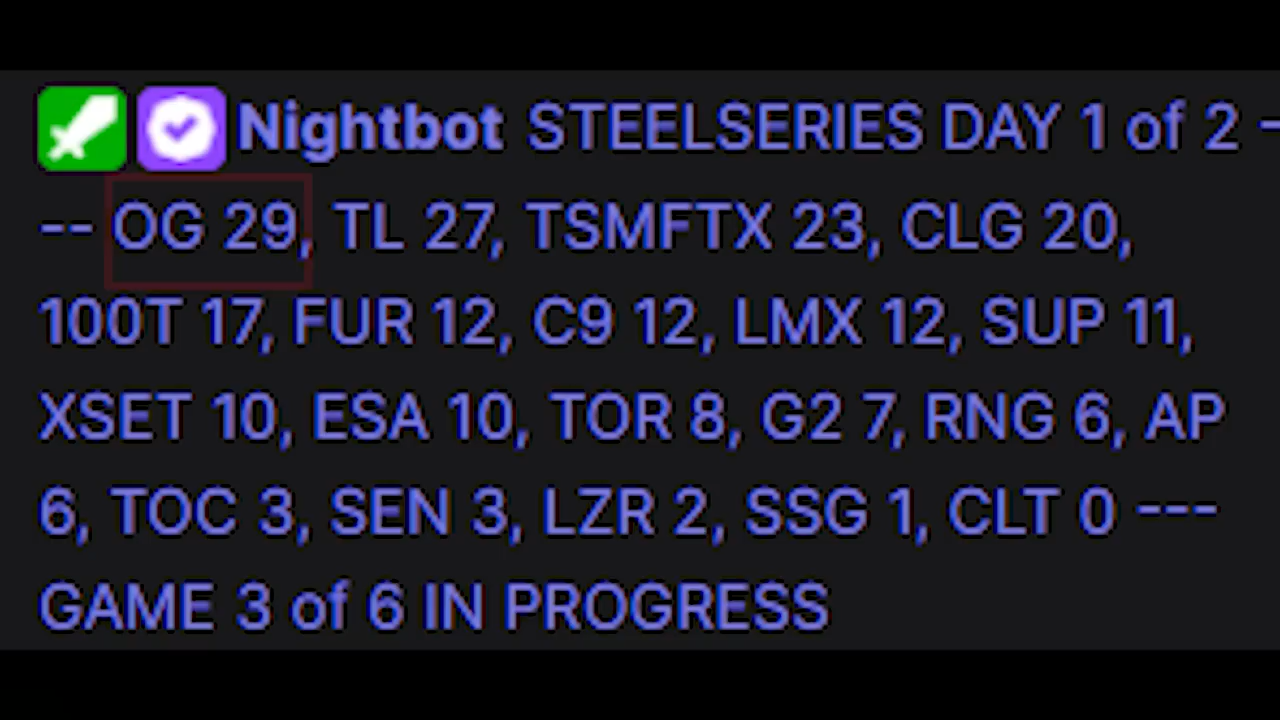 Nightbot STEELSERIES DAY 1 of 2 -
-- OG 29, TL 27, TSMFTX 23, CLG 20,
100T 17, FUR 12, C9 12, LMX 12, SUP 11,
XSET 10, ESA 10, TOR 8, G2 7, RNG 6, AP
6, TOC 3, SEN 3, LZR 2, SSG 1, CLT 0 ---
GAME 3 of 6 IN PROGRESS